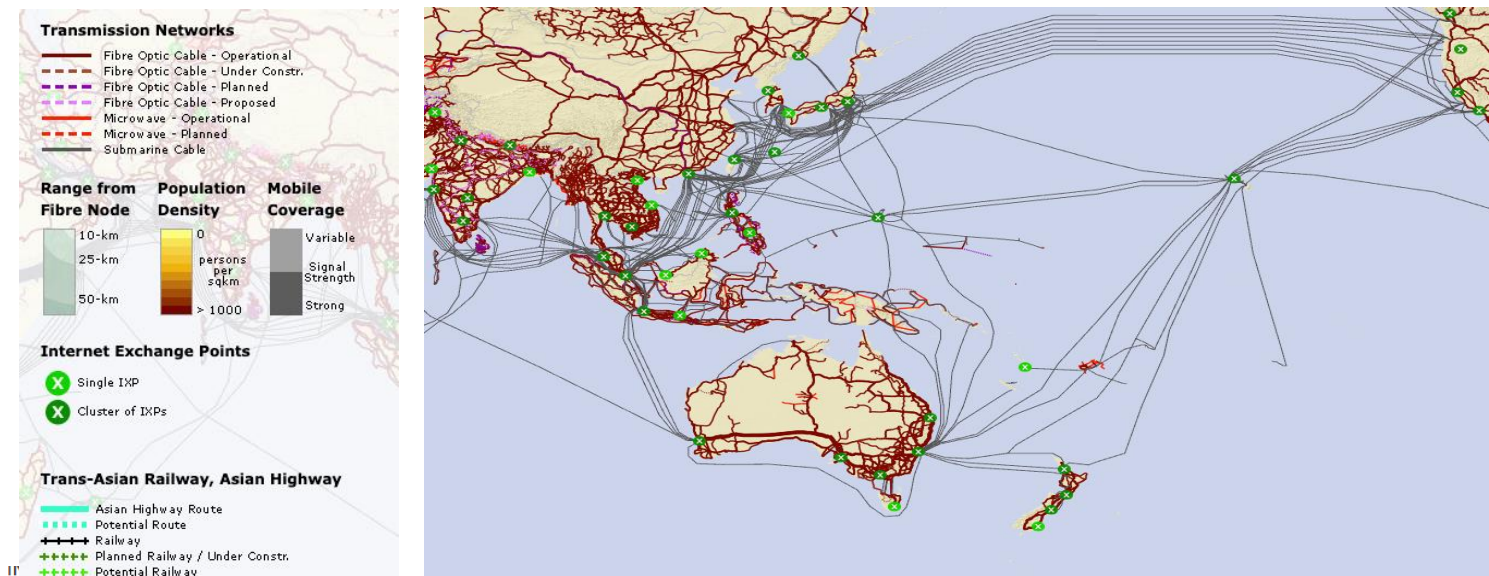 Transmission Networks
Fibre Optic Cable - Operational
Fibre Optic Cable - Under Constr.
Fibre Optic Cable - Planned
Fibre Optic Cable - Proposed
Microwave - Operational
Microwave - Planned
Submarine Cable
Range from Fibre Node
10-km
25-km
50-km
Population Density
0
persons
per
sqkm
> 1000
Mobile Coverage
Variable
Signal
Strength
Strong
Internet Exchange Points
X Single IXP
X Cluster of IXPs
Trans-Asian Railway, Asian Highway
Asian Highway Route
Potential Route
Railway
Planned Railway / Under Constr.
Potential Railway